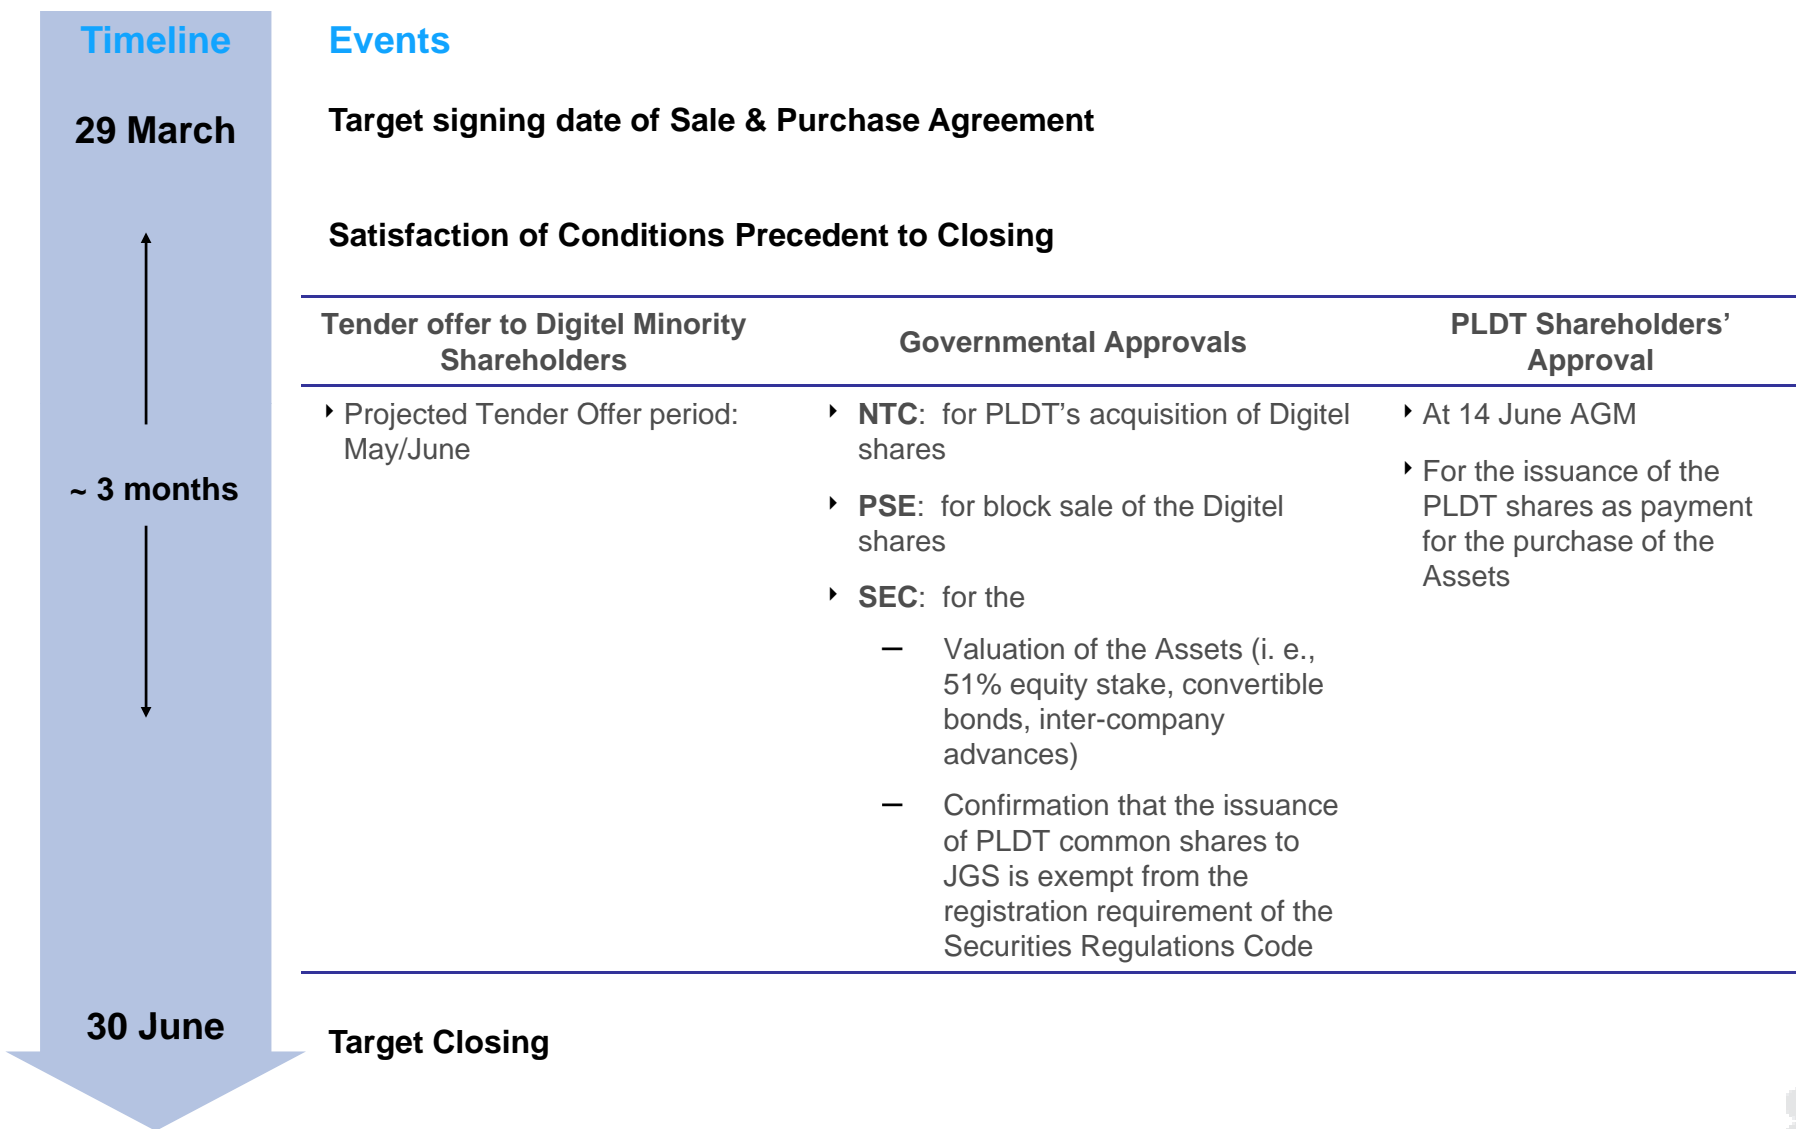 Timeline
Events
29 March
Target signing date of Sale & Purchase Agreement
Satisfaction of Conditions Precedent to Closing
~ 3 months
Tender offer to Digitel Minority
Shareholders
Governmental Approvals
PLDT Shareholders’
Approval
‣ Projected Tender Offer period:
May/June
‣ NTC: for PLDT’s acquisition of Digitel
shares
‣ PSE: for block sale of the Digitel
shares
‣ SEC: for the
– Valuation of the Assets (i. e.,
51% equity stake, convertible
bonds, inter-company
advances)
– Confirmation that the issuance
of PLDT common shares to
JGS is exempt from the
registration requirement of the
Securities Regulations Code
‣ At 14 June AGM
‣ For the issuance of the
PLDT shares as payment
for the purchase of the
Assets
30 June
Target Closing